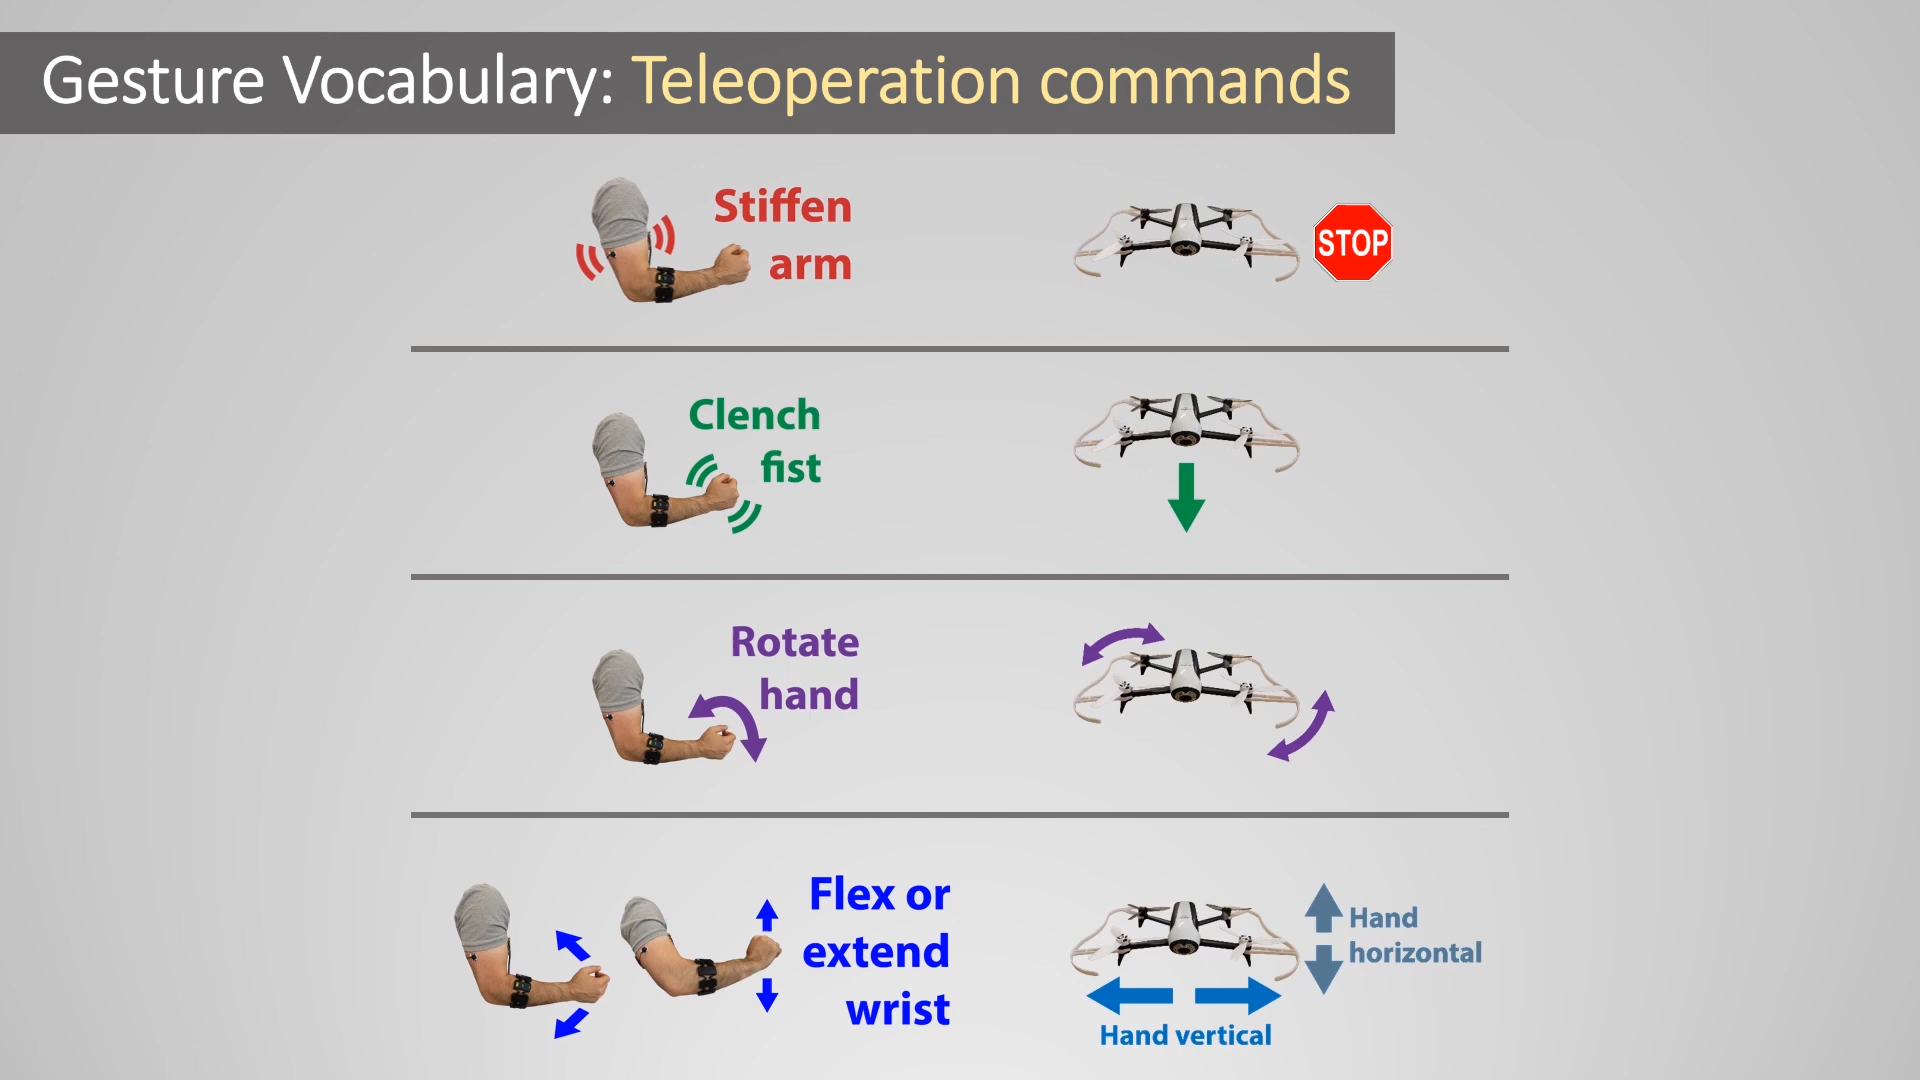 Gesture Vocabulary: Teleoperation commands
Stiffen
arm
STOP
Clench
fist
Rotate
hand
Flex or
extend
wrist
Hand
horizontal
Hand vertical